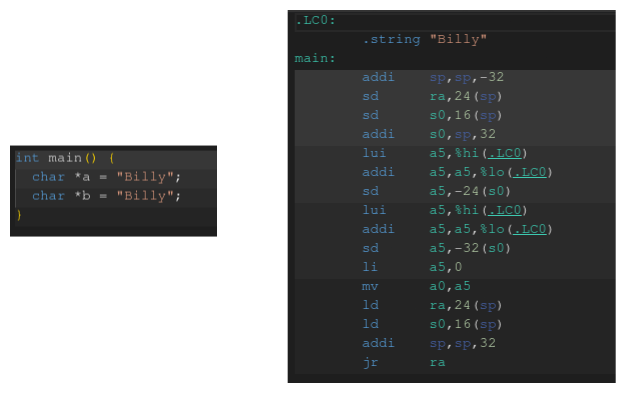 int main() {
char *a = "Billy";
char *b = "Billy";
}
.LC0:
.string "Billy"
main:
addi sp,sp,-32
sd ra,24(sp)
sd s0,16(sp)
addi s0,sp,32
lui a5,%hi(.LC0)
addi a5,a5,%lo(.LC0)
sd a5,-24(s0)
lui a5,%hi(.LC0)
addi a5,a5,%lo(.LC0)
sd a5,-32(s0)
li a5,0
mv a0,a5
ld ra,24(sp)
ld s0,16(sp)
addi sp,sp,32
jr ra